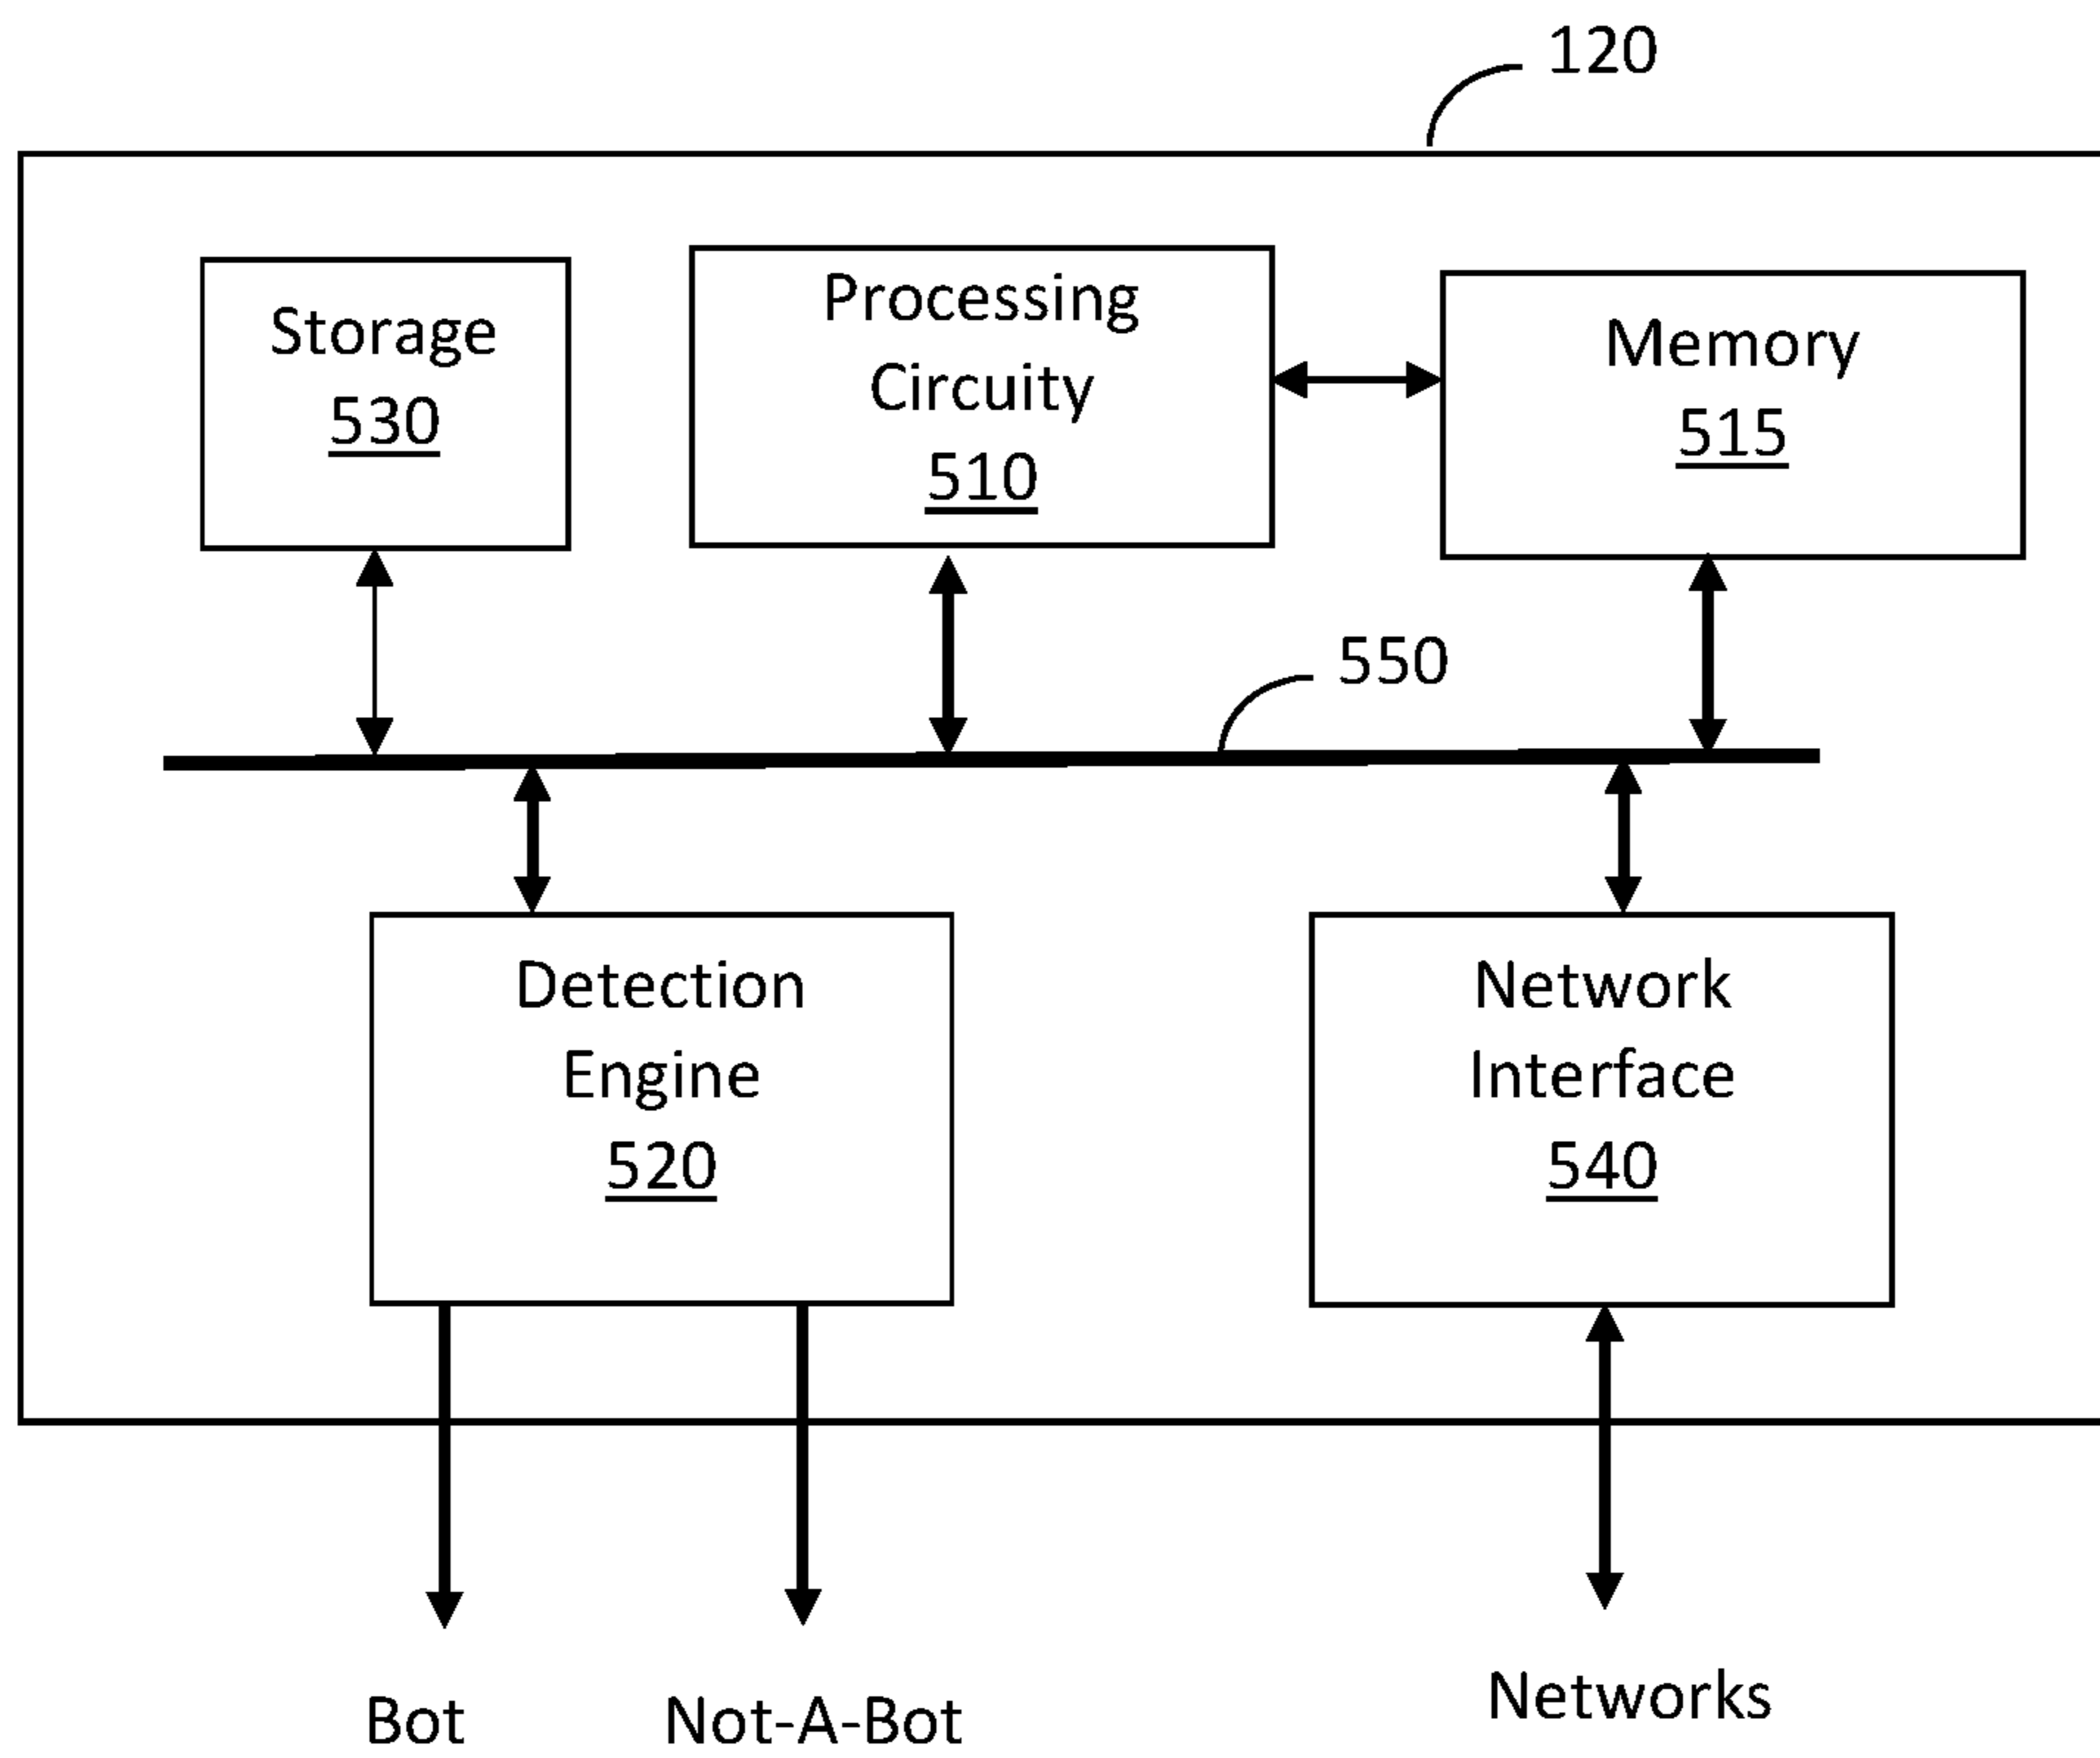 120
Storage
530
Processing
Circuity
510
Memory
515
550
Detection
Engine
520
Network
Interface
540
Bot
Not-A-Bot
Networks